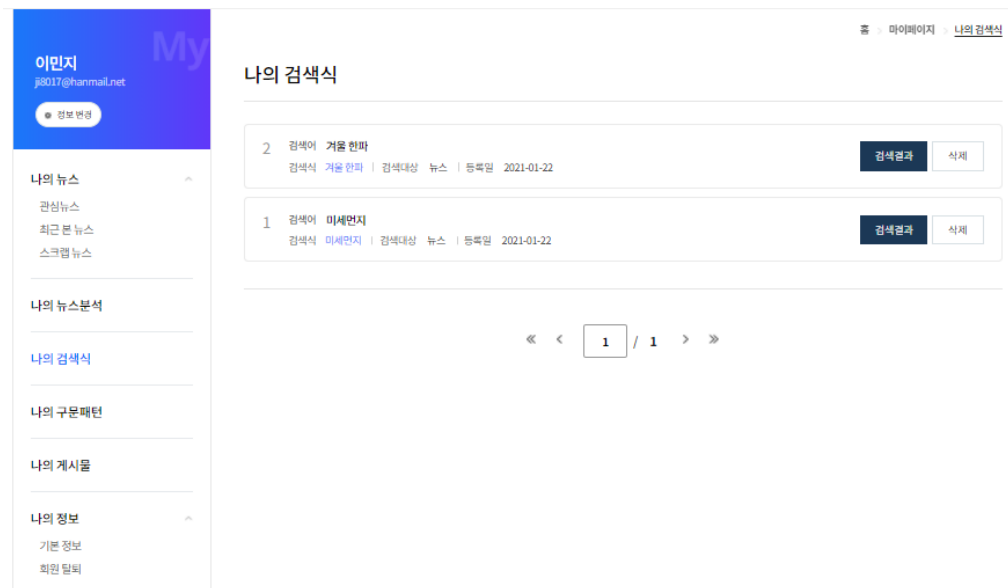 홈 > 마이페이지 > 나의 검색식
My
이민지
ji8017@hanmail.net
정보 변경
나의 뉴스
관심뉴스
최근 본 뉴스
스크랩 뉴스
나의 뉴스분석
나의 검색식
나의 구문패턴
나의 게시물
나의 정보
기본 정보
회원 탈퇴
나의 검색식
2 검색어 겨울 한파
검색식 겨울 한파 | 검색대상 뉴스 | 등록일 2021-01-22
검색결과 삭제
1 검색어 미세먼지
검색식 미세먼지 | 검색대상 뉴스 | 등록일 2021-01-22
검색결과 삭제
« < 1 / 1 > »